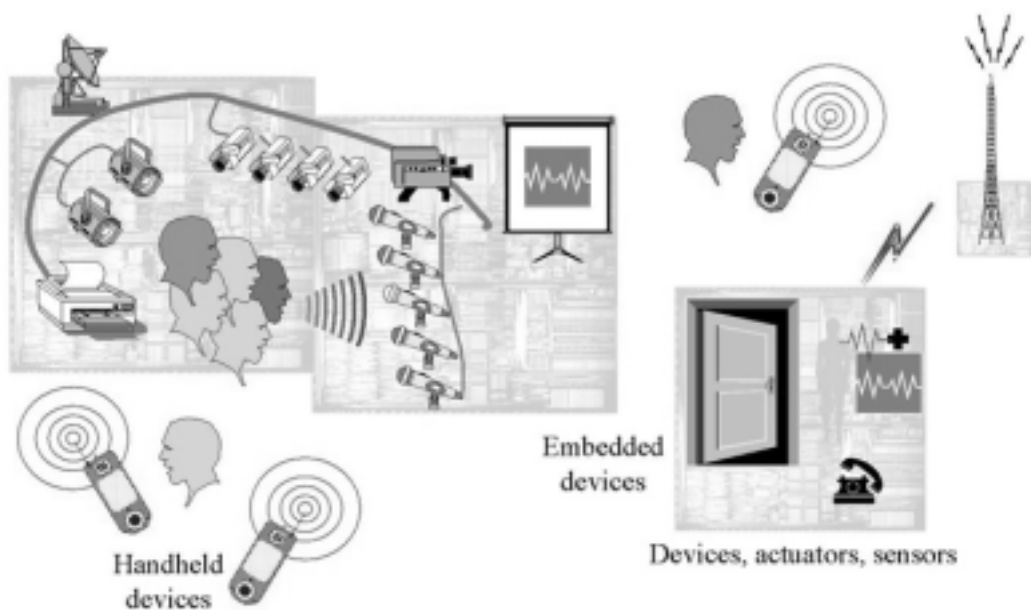 Embedded
devices
Devices, actuators, sensors
Handheld
devices